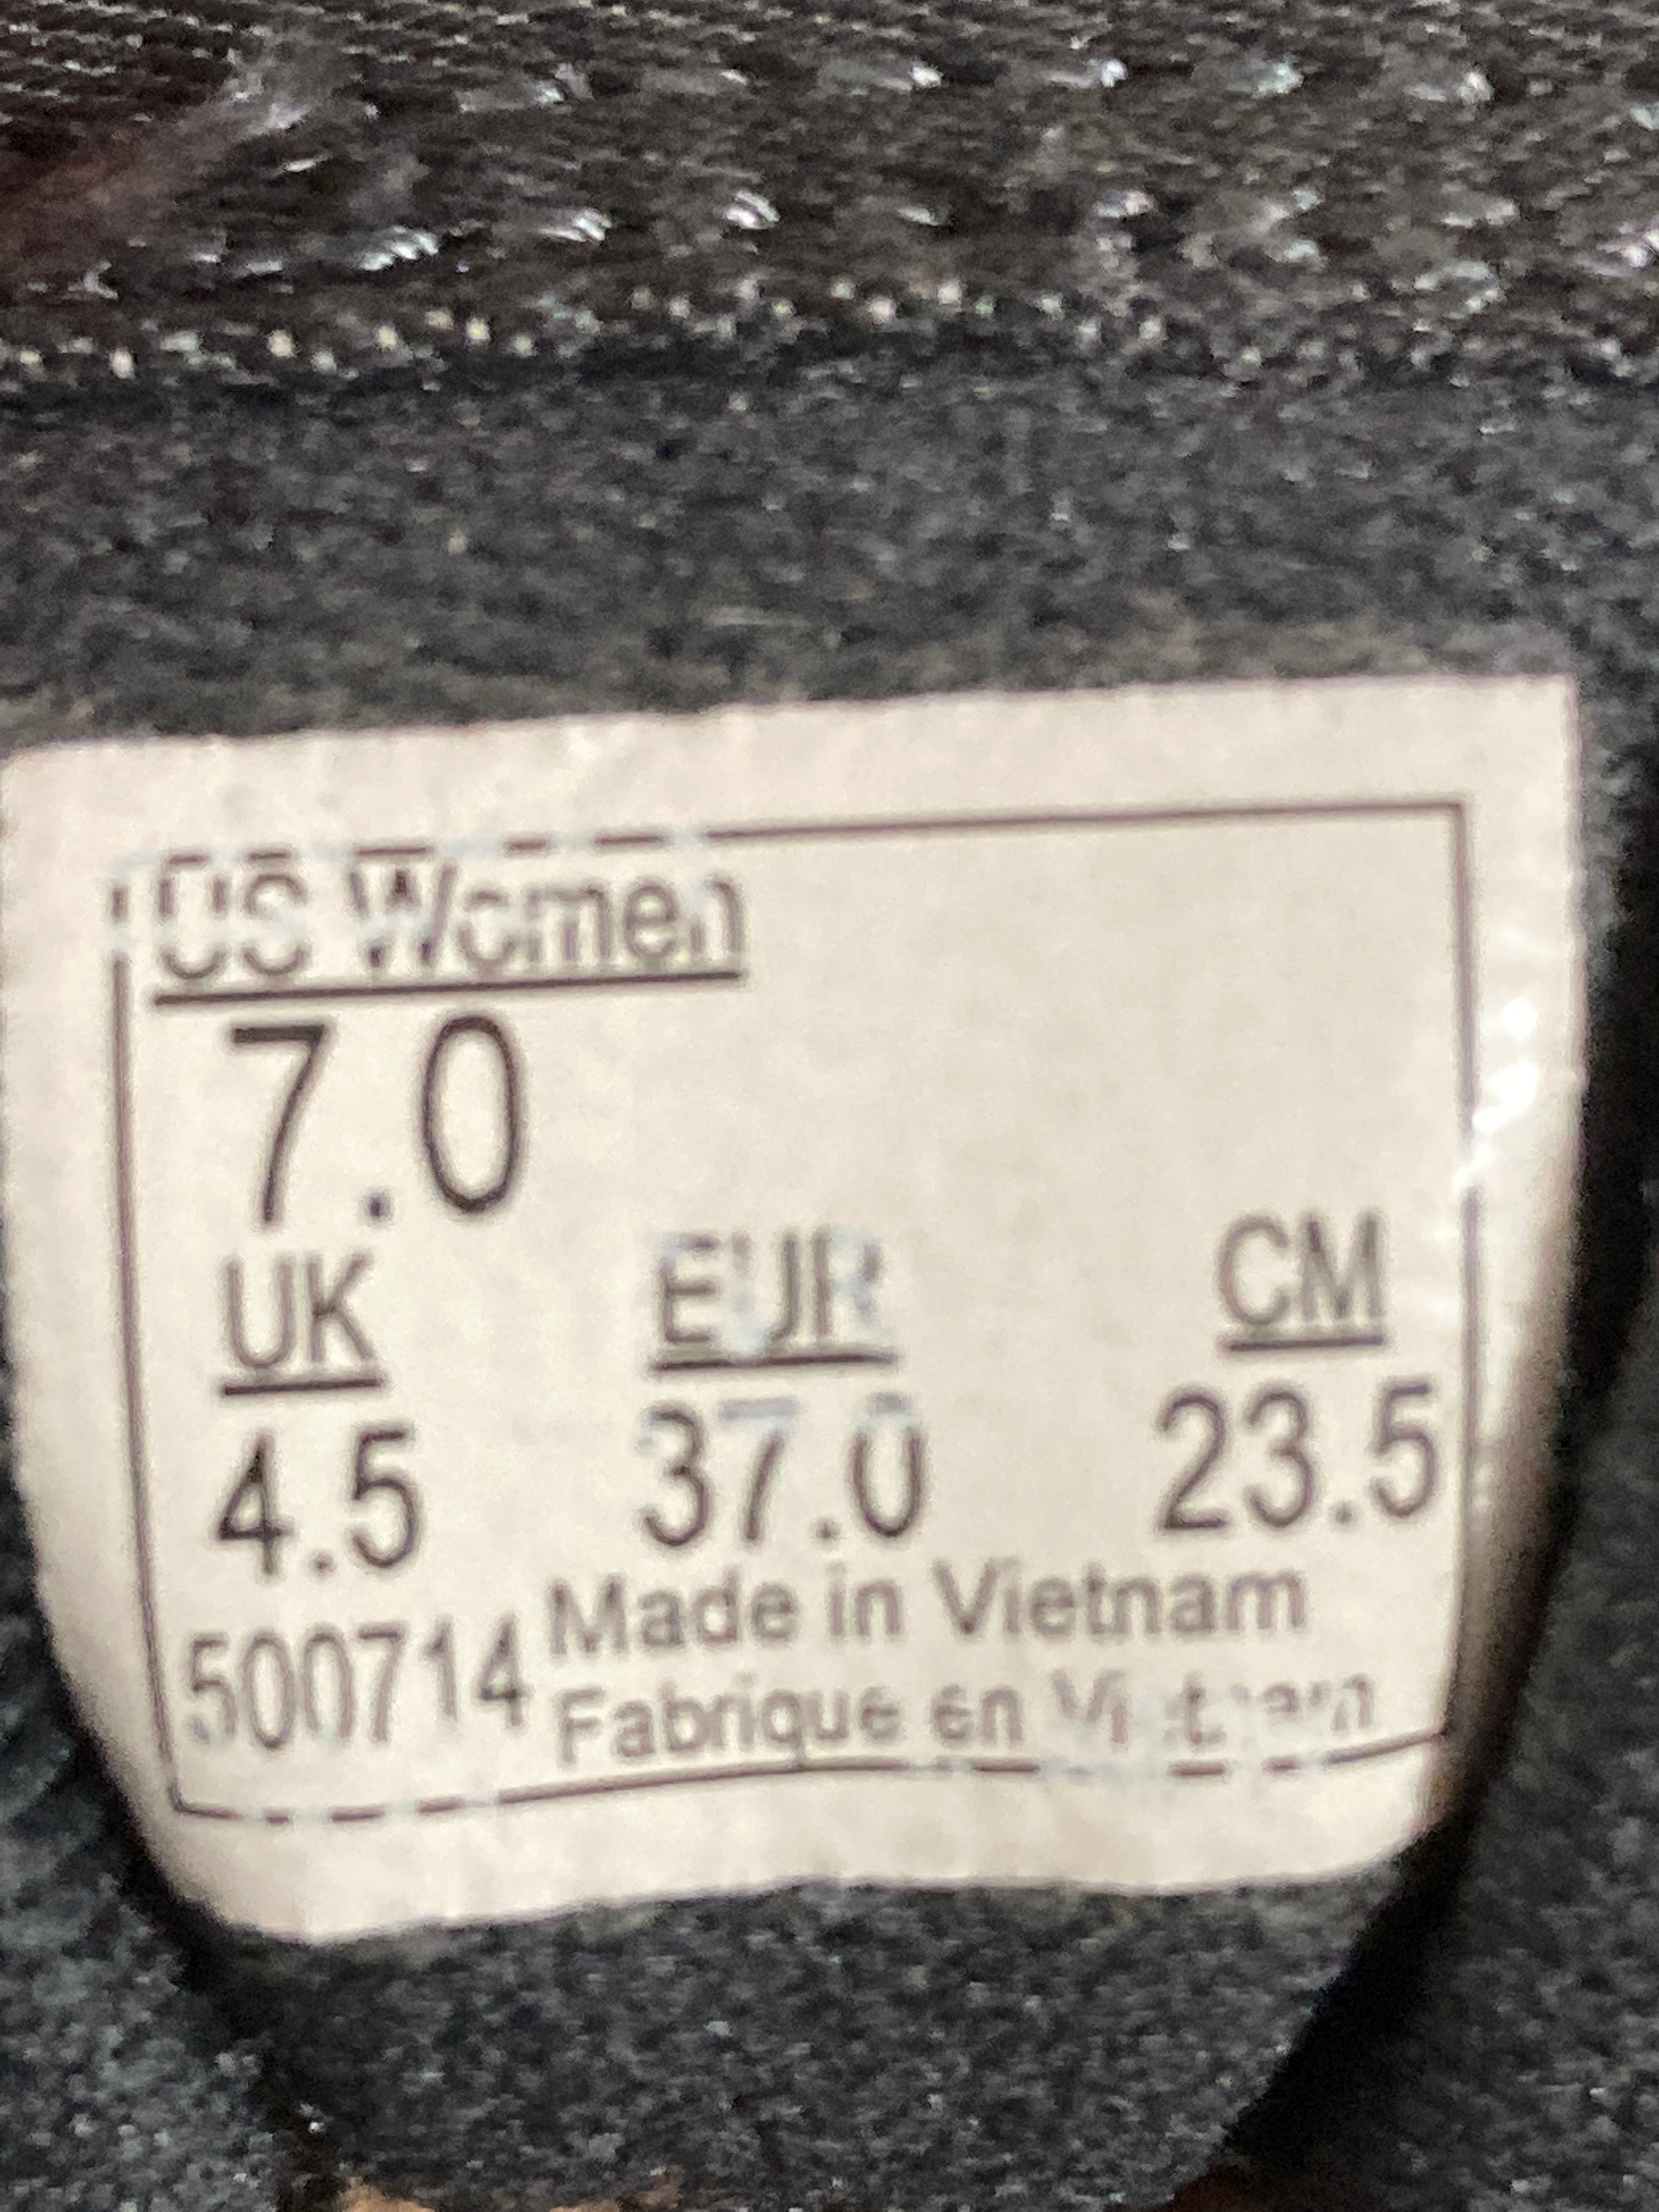 US Women
7.0
UK EUR CM
4.5 37.0 23.5
500714 Made in Vietnam
Fabrique en Vietnam